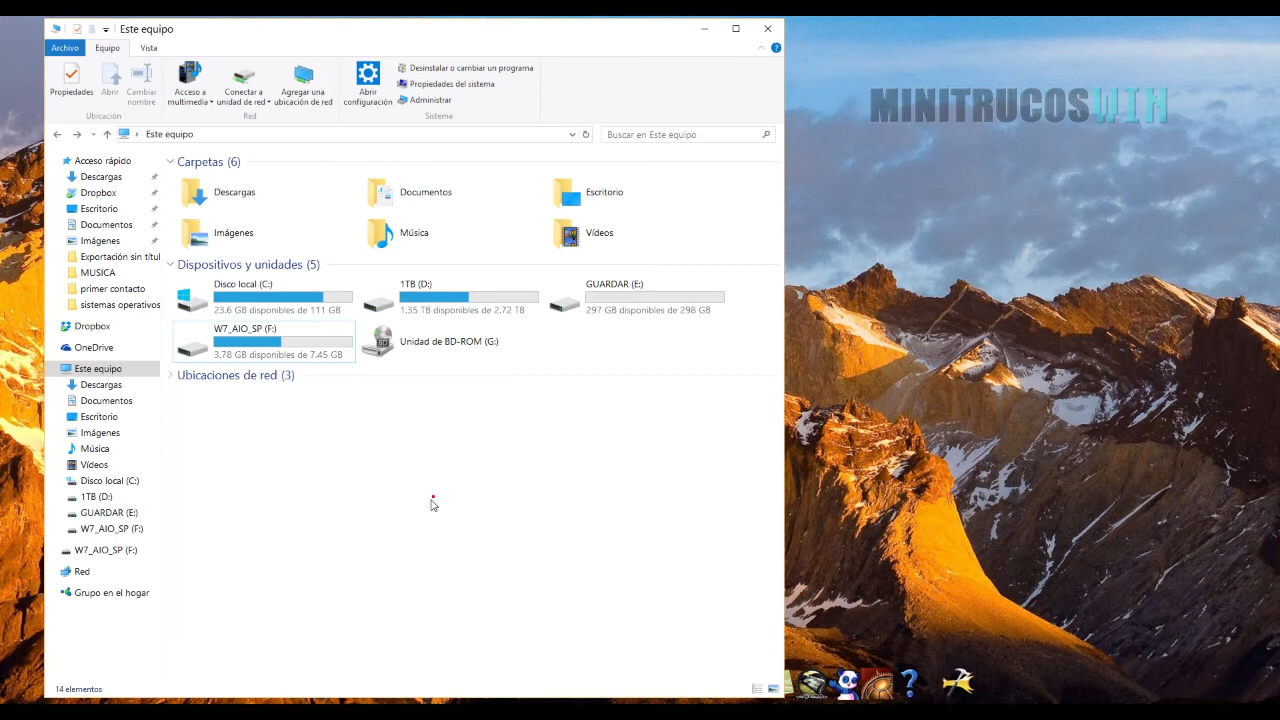 Este equipo
Archivo Equipo Vista
Propiedades
Abrir
Cambiar nombre
Ubicación
Acceso a multimedia
Conectar a unidad de red
Agregar una ubicación de red
Red
Abrir configuración
Desinstalar o cambiar un programa
Propiedades del sistema
Administrar
Sistema
Este equipo
Buscar en Este equipo
Acceso rápido
Descargas
Dropbox
Escritorio
Documentos
Imágenes
Exportación sin títul
MUSICA
primer contacto
sistemas operativos
Dropbox
OneDrive
Este equipo
Descargas
Documentos
Escritorio
Imágenes
Música
Vídeos
Disco local (C:)
1TB (D:)
GUARDAR (E:)
W7_AIO_SP (F:)
W7_AIO_SP (F:)
Red
Grupo en el hogar
Carpetas (6)
Descargas
Documentos
Escritorio
Imágenes
Música
Vídeos
Dispositivos y unidades (5)
Disco local (C:)
23.6 GB disponibles de 111 GB
1TB (D:)
1.35 TB disponibles de 2.72 TB
GUARDAR (E:)
297 GB disponibles de 298 GB
W7_AIO_SP (F:)
3.78 GB disponibles de 7.45 GB
BD
Unidad de BD-ROM (G:)
Ubicaciones de red (3)
14 elementos
MINITRUCOSWIN